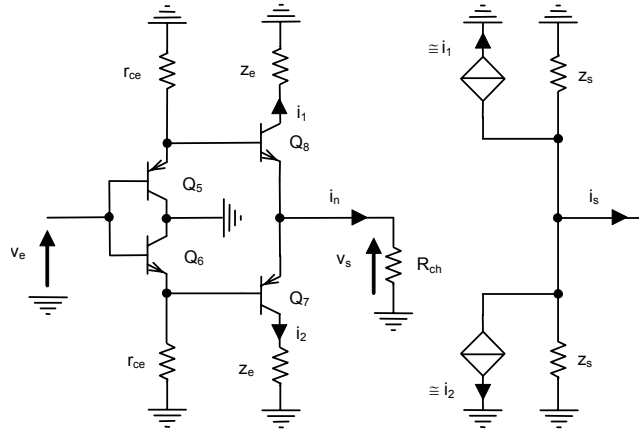 r_ce
z_e
i_1
Q_8
Q_5
v_e
Q_6
i_n
v_s
R_ch
Q_7
i_2
r_ce
z_e
≅ i_1
z_s
i_s
≅ i_2
z_s